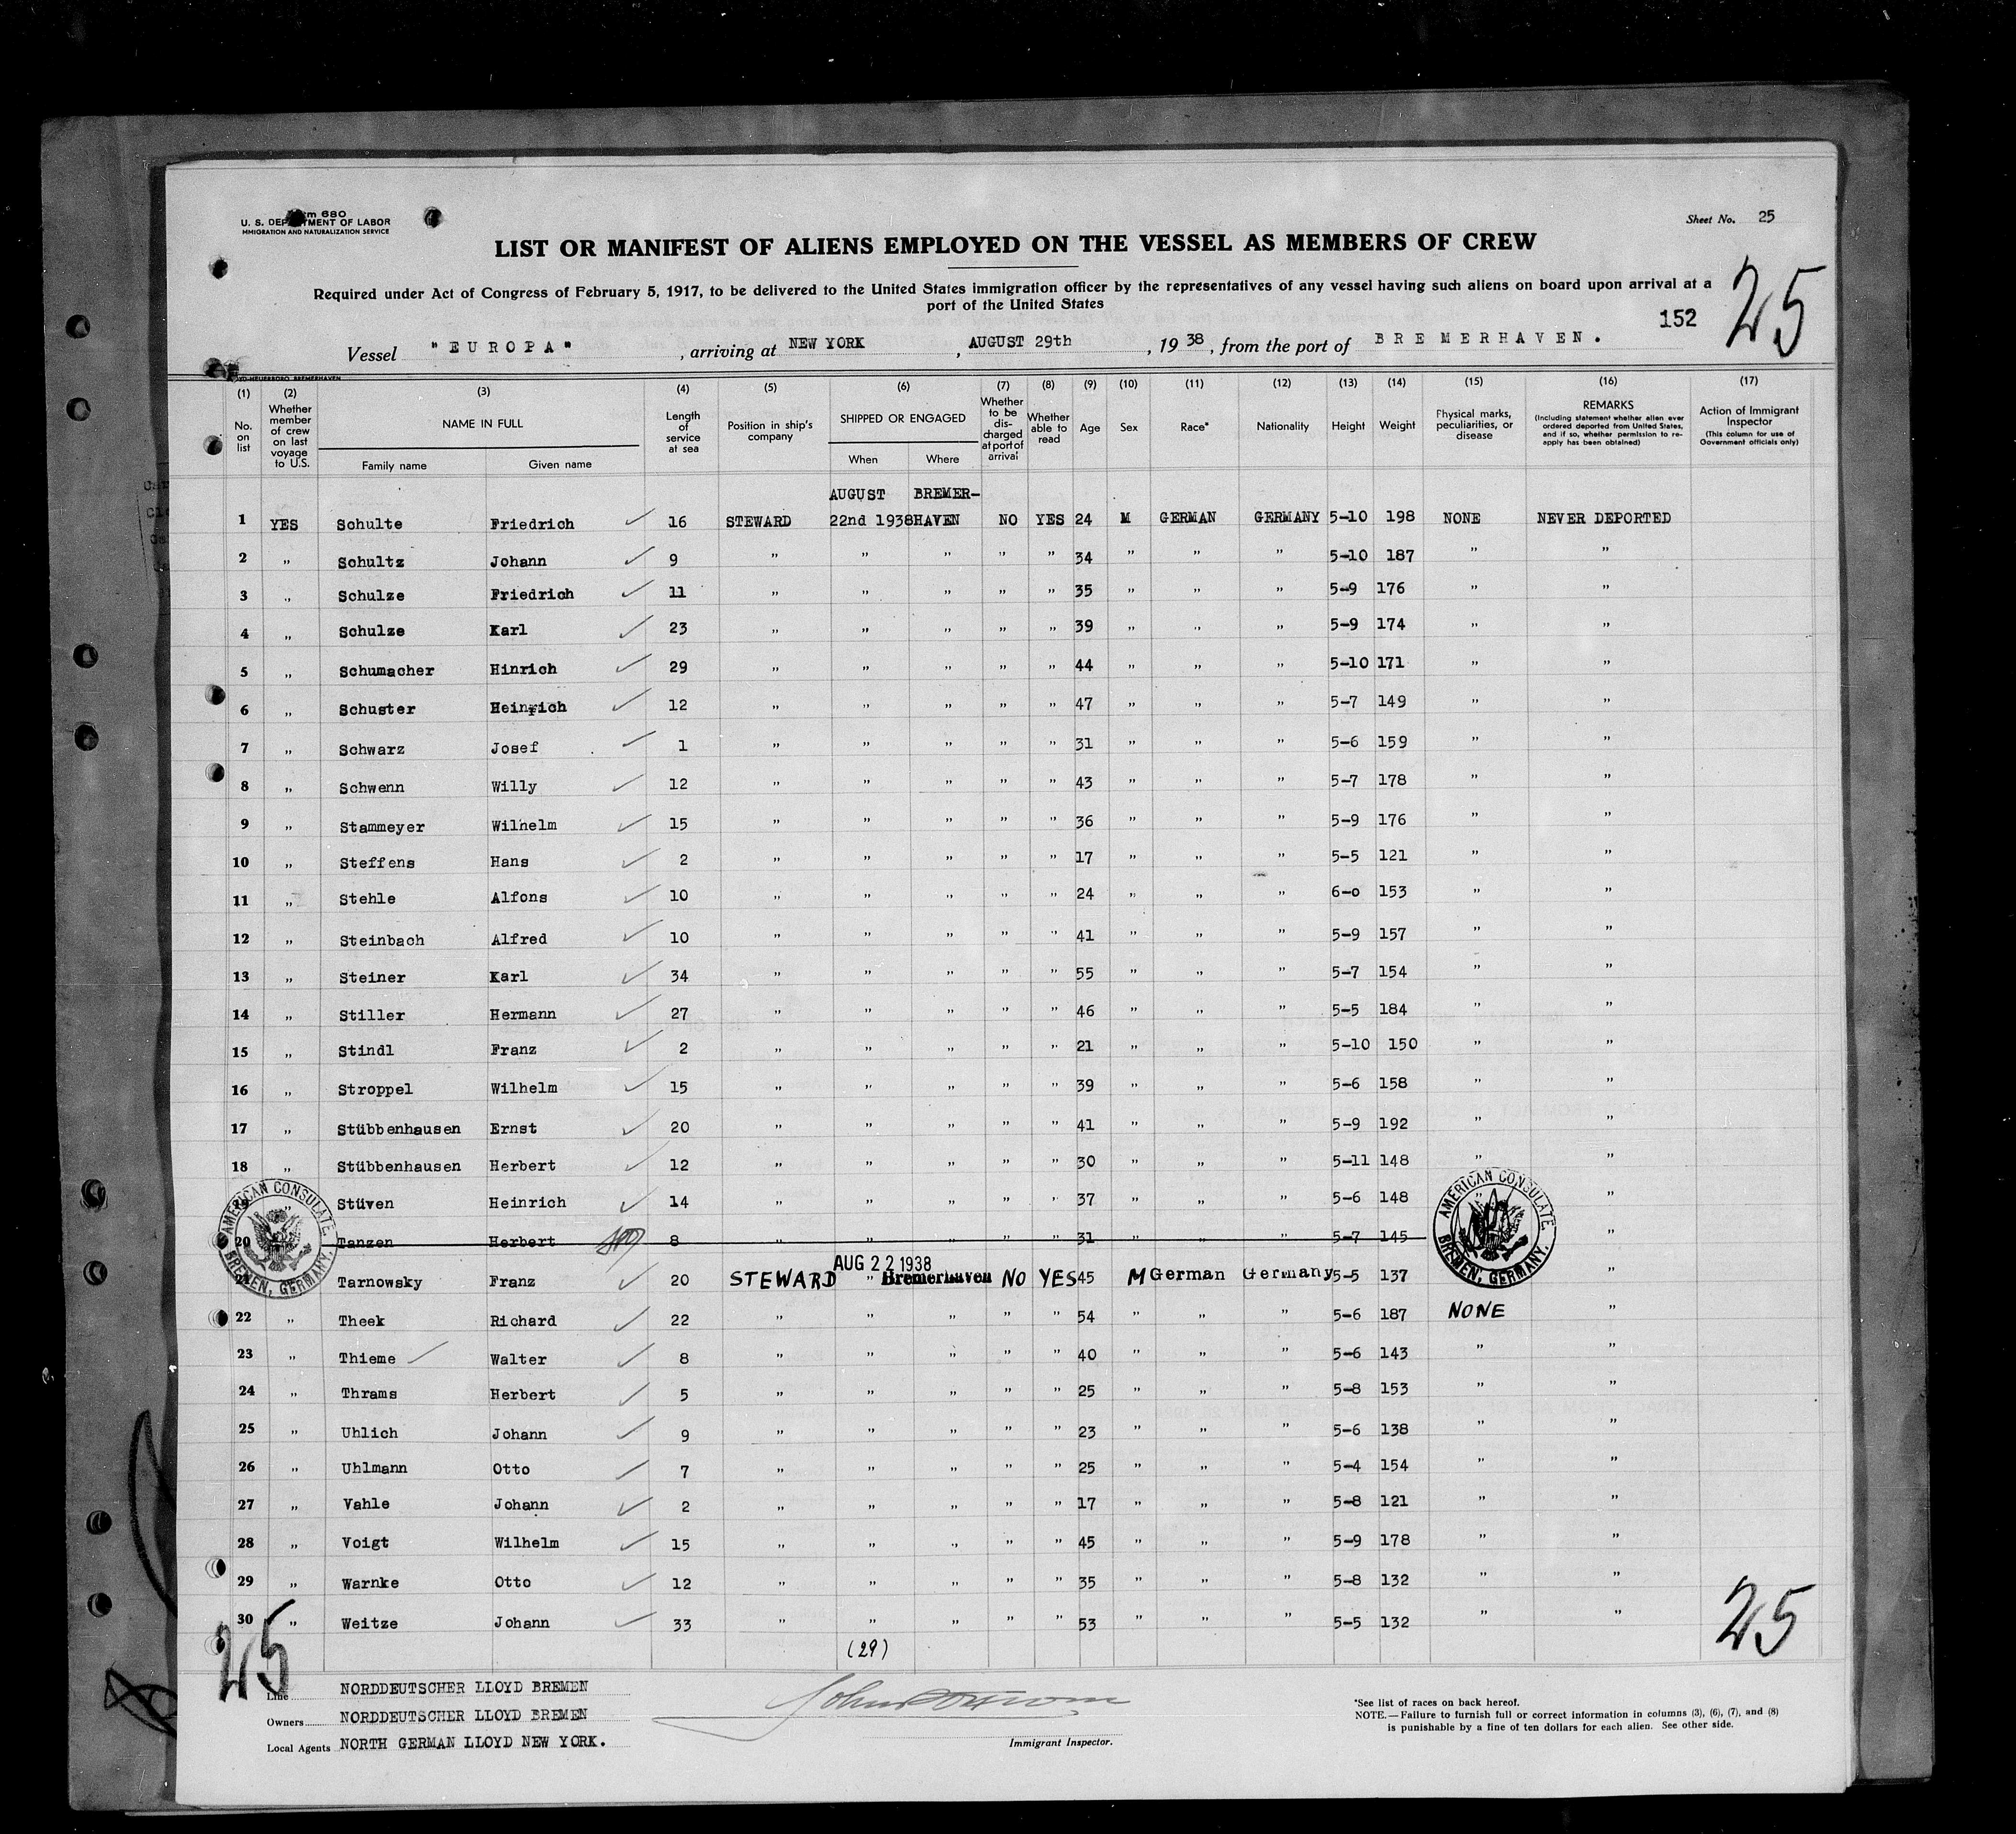 Form 680
U. S. DEPARTMENT OF LABOR
IMMIGRATION AND NATURALIZATION SERVICE
Sheet No. 25
LIST OR MANIFEST OF ALIENS EMPLOYED ON THE VESSEL AS MEMBERS OF CREW
Required under Act of Congress of February 5, 1917, to be delivered to the United States immigration officer by the representatives of any vessel having such aliens on board upon arrival at a
port of the United States
25
152
Vessel "EUROPA", arriving at NEW YORK, AUGUST 29th, 19 38, from the port of BREMERHAVEN.
(1) (2) (3) (4) (5) (6) (7) (8) (9) (10) (11) (12) (13) (14) (15) (16) (17)
No. on list
Whether member of crew on last voyage to U.S.
NAME IN FULL
Family name Given name
Length of service at sea
Position in ship's company
SHIPPED OR ENGAGED
When Where
Whether to be discharged at port of arrival
Whether able to read
Age
Sex
Race*
Nationality
Height
Weight
Physical marks, peculiarities, or disease
REMARKS
(Including statement whether alien ever ordered deported from United States, and if so, whether permission to reapply has been obtained)
Action of Immigrant Inspector
(This column for use of Government officials only)
AUGUST BREMER-
1 YES Schulte Friedrich ✓ 16 STEWARD 22nd 1938 HAVEN NO YES 24 M GERMAN GERMANY 5-10 198 NONE NEVER DEPORTED
2 " Schultz Johann ✓ 9 " " " " " 34 " " " 5-10 187 " "
3 " Schulze Friedrich ✓ 11 " " " " " 35 " " " 5-9 176 " "
4 " Schulze Karl ✓ 23 " " " " " 39 " " " 5-9 174 " "
5 " Schumacher Hinrich ✓ 29 " " " " " 44 " " " 5-10 171 " "
6 " Schuster Heinrich ✓ 12 " " " " " 47 " " " 5-7 149 " "
7 " Schwarz Josef ✓ 1 " " " " " 31 " " " 5-6 159 " "
8 " Schwenn Willy ✓ 12 " " " " " 43 " " " 5-7 178 " "
9 " Stammeyer Wilhelm ✓ 15 " " " " " 36 " " " 5-9 176 " "
10 " Steffens Hans ✓ 2 " " " " " 17 " " " 5-5 121 " "
11 " Stehle Alfons ✓ 10 " " " " " 24 " " " 6-0 153 " "
12 " Steinbach Alfred ✓ 10 " " " " " 41 " " " 5-9 157 " "
13 " Steiner Karl ✓ 34 " " " " " 55 " " " 5-7 154 " "
14 " Stiller Hermann ✓ 27 " " " " " 46 " " " 5-5 184 " "
15 " Stindl Franz ✓ 2 " " " " " 21 " " " 5-10 150 " "
16 " Stroppel Wilhelm ✓ 15 " " " " " 39 " " " 5-6 158 " "
17 " Stübbenhausen Ernst ✓ 20 " " " " " 41 " " " 5-9 192 " "
18 " Stübbenhausen Herbert ✓ 12 " " " " " 30 " " " 5-11 148 " "
19 " Stüven Heinrich ✓ 14 " " " " " 37 " " " 5-6 148 " "
20 Tanzen Herbert 8 " " " " " 31 " " " 5-7 145 "
AUG 22 1938
21 Tarnowsky Franz ✓ 20 STEWARD " Bremerhaven NO YES 45 M German Germany 5-5 137 "
AMERICAN CONSULATE BREMEN, GERMANY.
AMERICAN CONSULATE BREMEN, GERMANY.
22 " Theek Richard ✓ 22 " " " " " 54 " " " 5-6 187 NONE "
23 " Thieme ✓ Walter ✓ 8 " " " " " 40 " " " 5-6 143 " "
24 " Thrams Herbert ✓ 5 " " " " " 25 " " " 5-8 153 " "
25 " Uhlich Johann ✓ 9 " " " " " 23 " " " 5-6 138 " "
26 " Uhlmann Otto ✓ 7 " " " " " 25 " " " 5-4 154 " "
27 " Vahle Johann ✓ 2 " " " " " 17 " " " 5-8 121 " "
28 " Voigt Wilhelm ✓ 15 " " " " " 45 " " " 5-9 178 " "
29 " Warnke Otto ✓ 12 " " " " " 35 " " " 5-8 132 " "
30 " Weitze Johann ✓ 33 " " " " " 53 " " " 5-5 132 " "
(29)
25
25
Line NORDDEUTSCHER LLOYD BREMEN
Owners NORDDEUTSCHER LLOYD BREMEN
Local Agents NORTH GERMAN LLOYD NEW YORK.
Immigrant Inspector.
*See list of races on back hereof.
NOTE.—Failure to furnish full or correct information in columns (3), (6), (7), and (8)
is punishable by a fine of ten dollars for each alien. See other side.